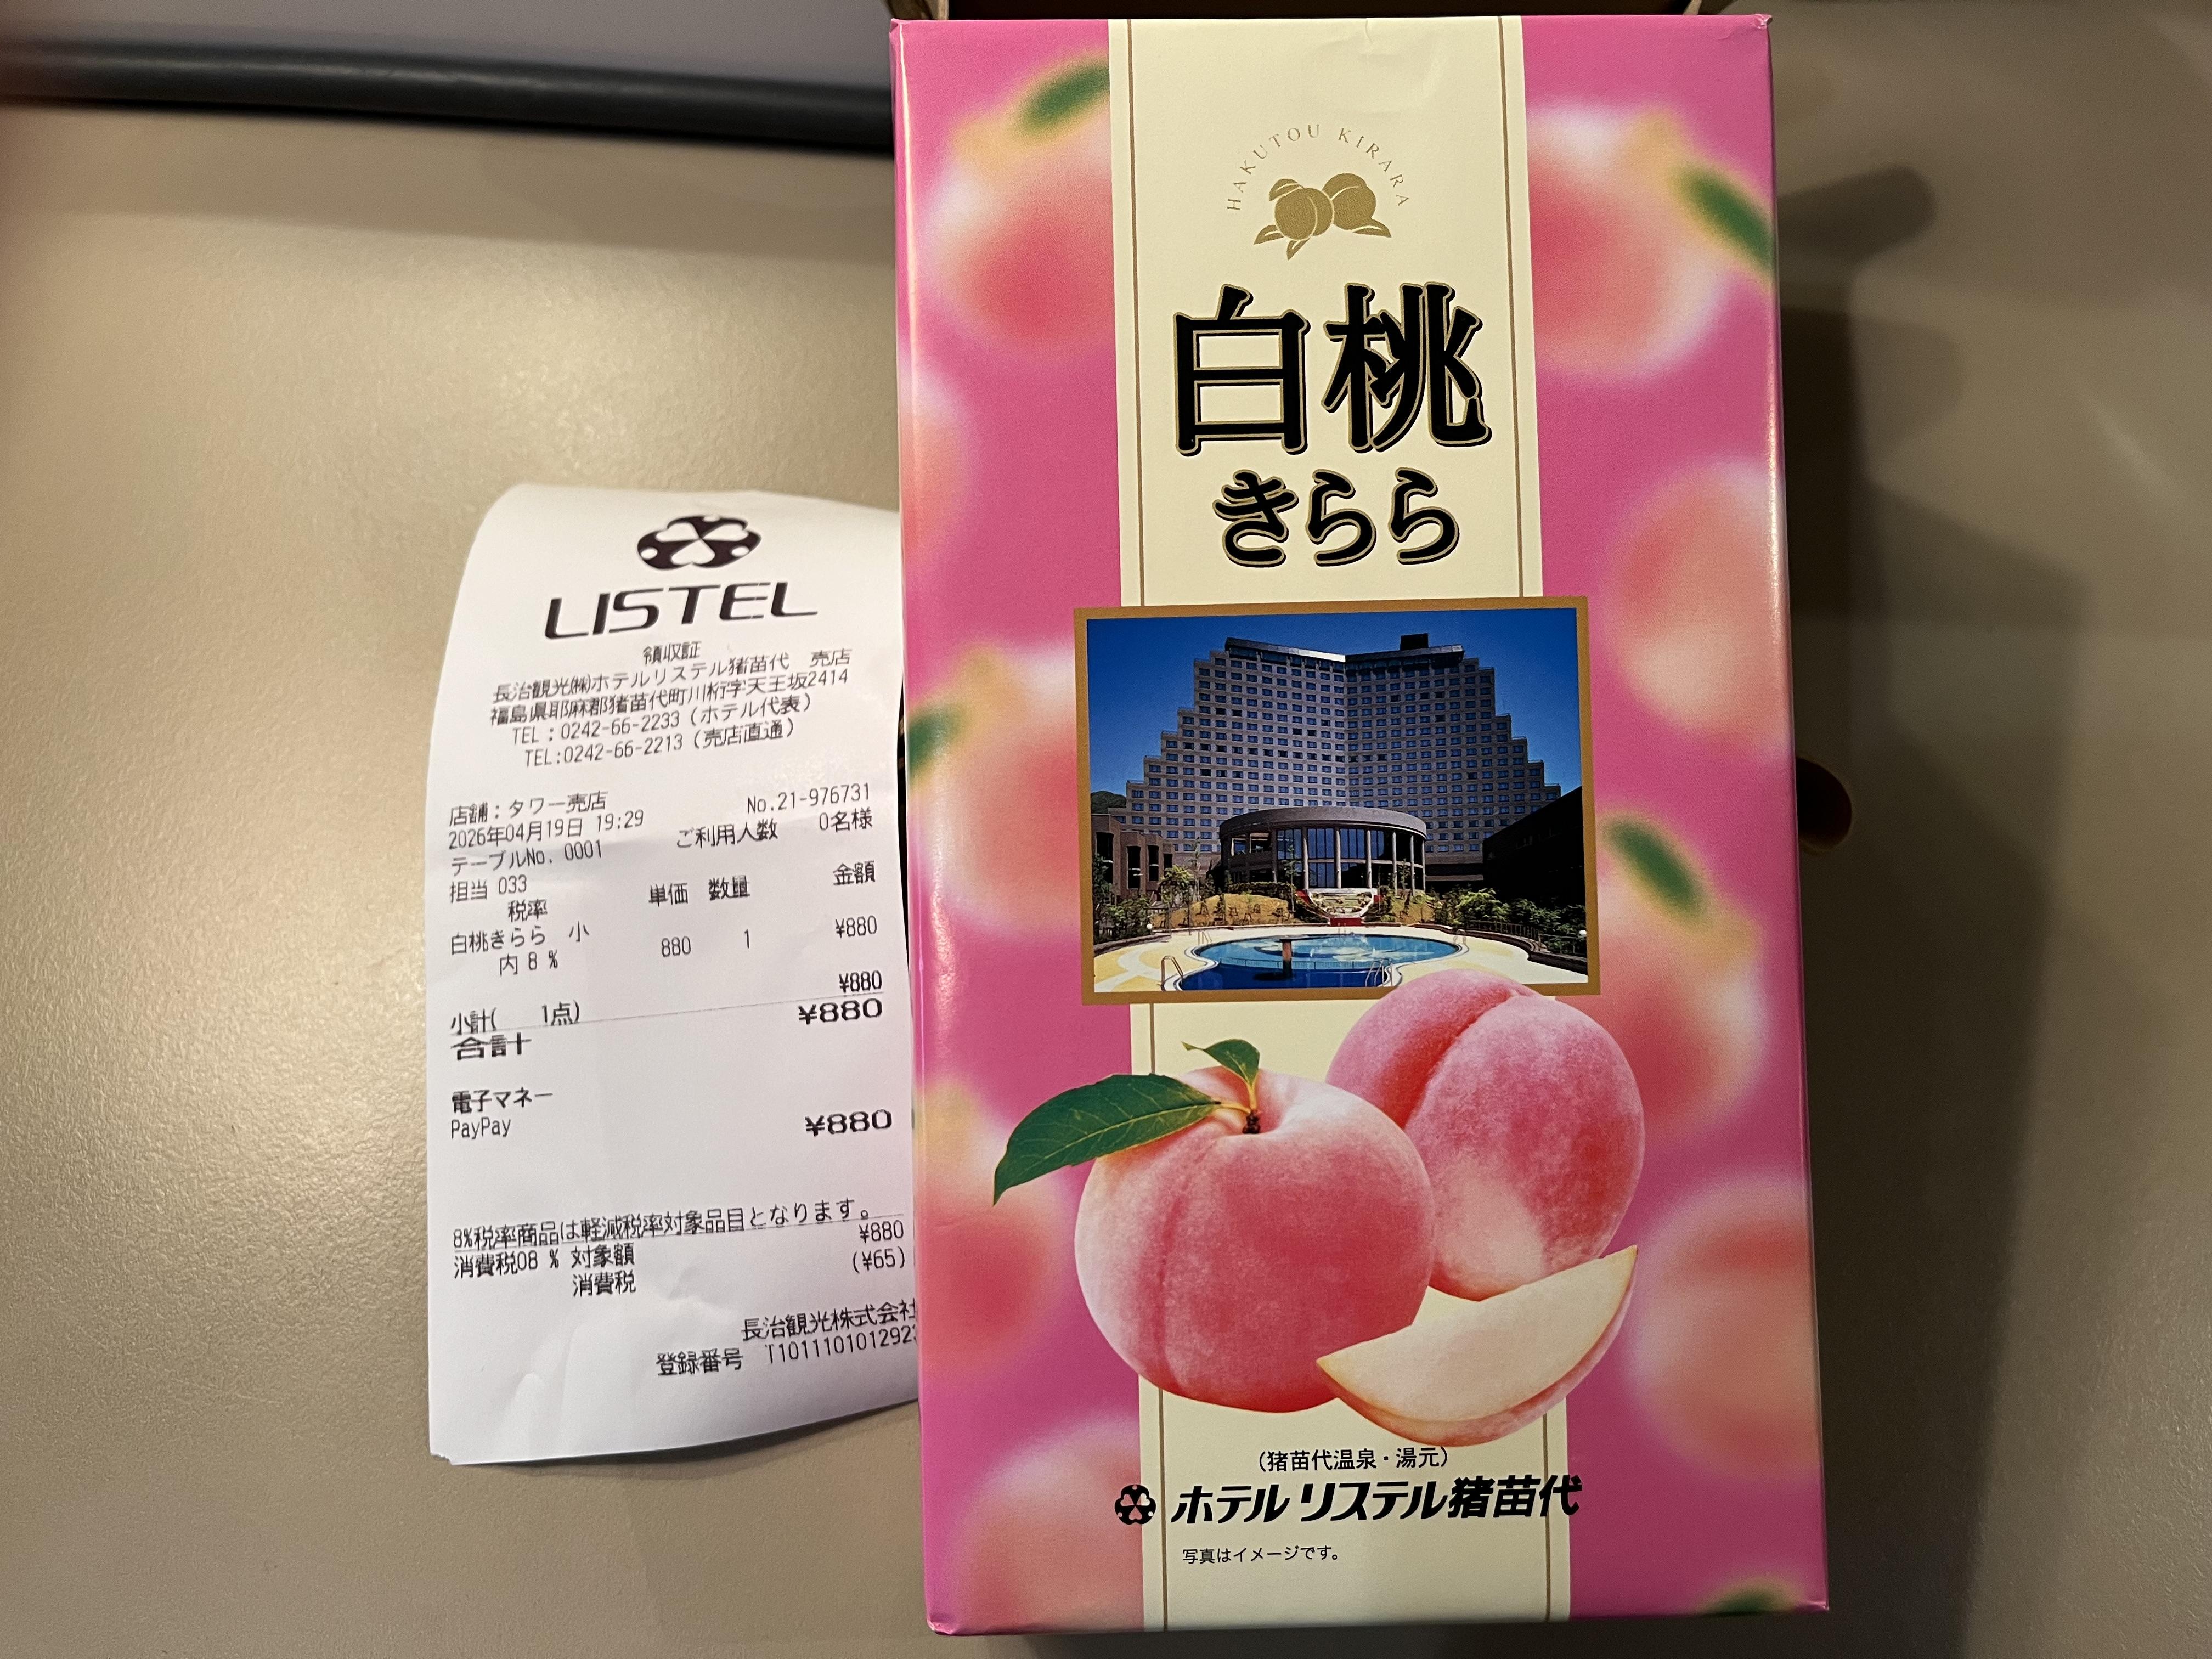 LISTEL
領収証
長治観光㈱ホテルリステル猪苗代 売店
福島県耶麻郡猪苗代町川桁字天王坂2414
TEL:0242-66-2233(ホテル代表)
TEL:0242-66-2213(売店直通)
店舗:タワー売店 No.21-976731
2026年04月19日 19:29 ご利用人数 0名様
テーブルNo. 0001
担当 033
税率 単価 数量 金額
白桃きらら 小
内 8 % 880 1 ¥880
小計( 1点) ¥880
合計 ¥880
電子マネー
PayPay ¥880
8%税率商品は軽減税率対象品目となります。
消費税08 % 対象額 ¥880
消費税 (¥65)
長治観光株式会社
登録番号 T101110101292
HAKUTOU KIRARA
白桃
きらら
(猪苗代温泉・湯元)
ホテル リステル猪苗代
写真はイメージです。